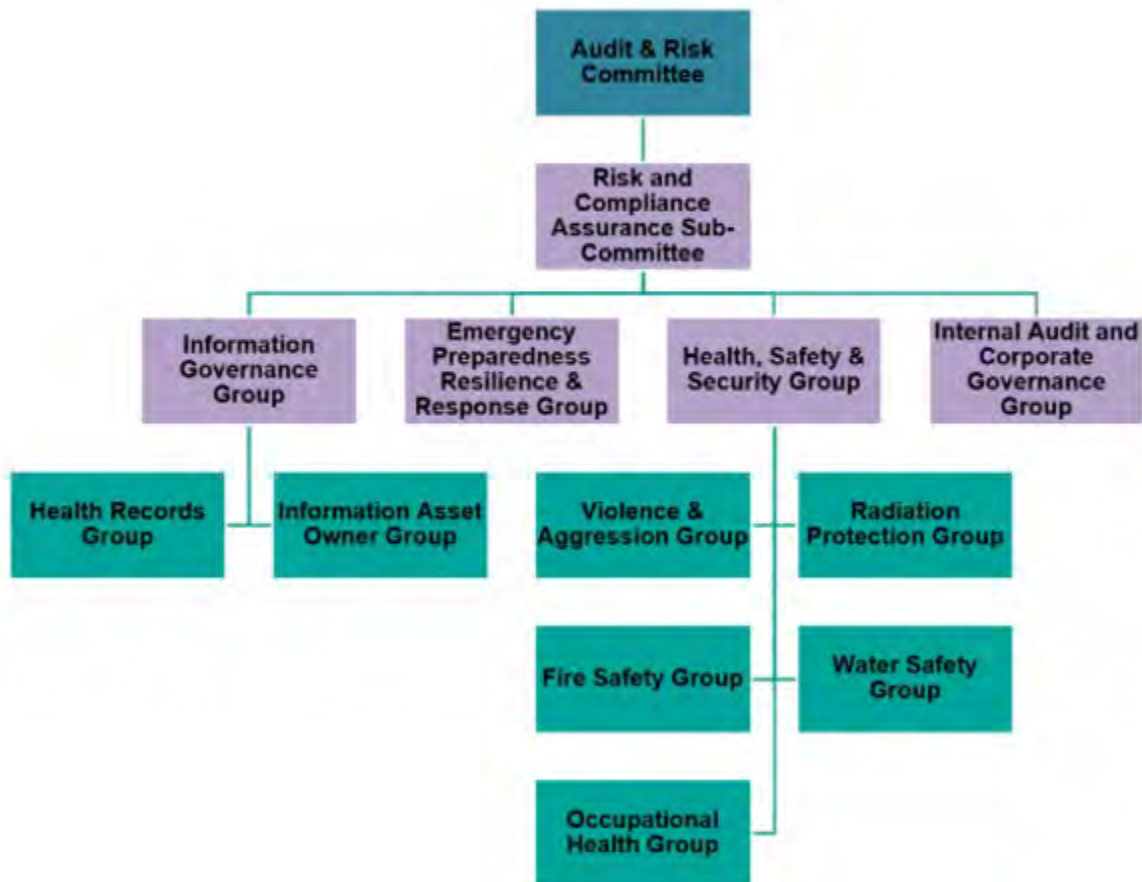 Audit & Risk
Committee
Risk and
Compliance
Assurance Sub-
Committee
Information
Governance
Group
Emergency
Preparedness
Resilience &
Response Group
Health, Safety &
Security Group
Internal Audit and
Corporate
Governance
Group
Health Records
Group
Information Asset
Owner Group
Violence &
Aggression Group
Radiation
Protection Group
Fire Safety Group
Water Safety
Group
Occupational
Health Group